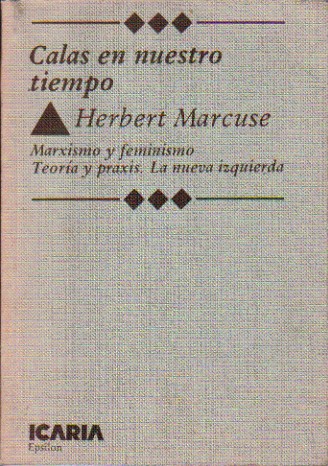 Calas en nuestro
tiempo
Herbert Marcuse
Marxismo y feminismo
Teoría y praxis. La nueva izquierda
ICARIA
Epsilon